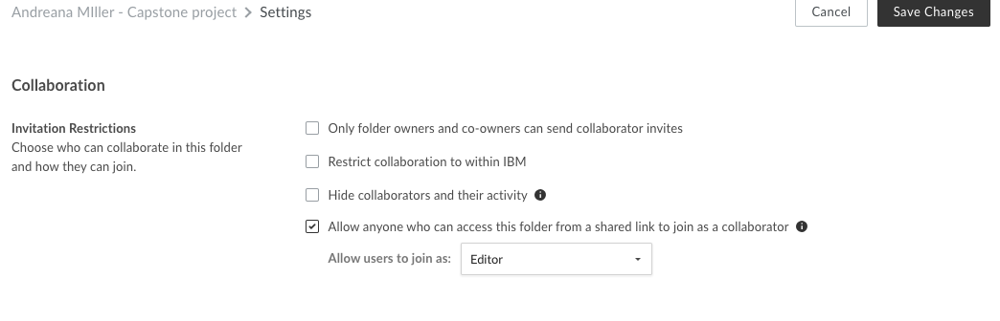 Andreana MIller - Capstone project > Settings
Cancel
Save Changes
Collaboration
Invitation Restrictions
Choose who can collaborate in this folder
and how they can join.
Only folder owners and co-owners can send collaborator invites
Restrict collaboration to within IBM
Hide collaborators and their activity
Allow anyone who can access this folder from a shared link to join as a collaborator
Allow users to join as:
Editor